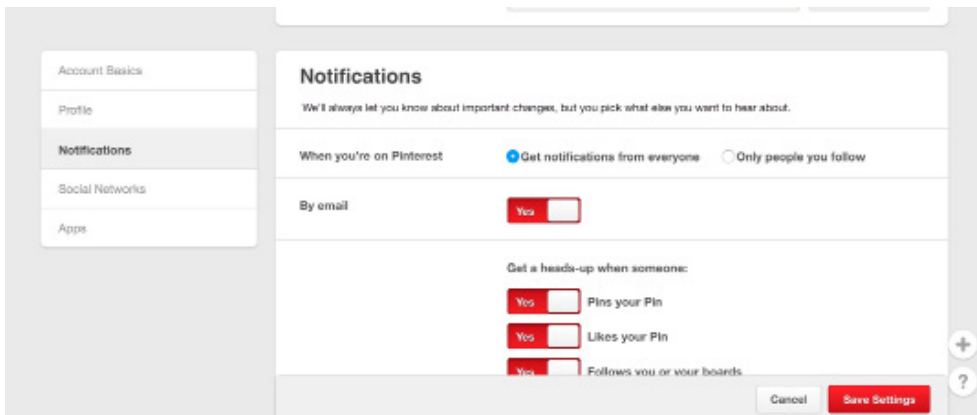 Account Basics
Profile
Notifications
Social Networks
Apps
Notifications
We'll always let you know about important changes, but you pick what else you want to hear about.
When you're on Pinterest
Get notifications from everyone
Only people you follow
By email
Yes
Get a heads-up when someone:
Yes
Pins your Pin
Yes
Likes your Pin
Yes
Follows you or your boards
+
?
Cancel
Save Settings